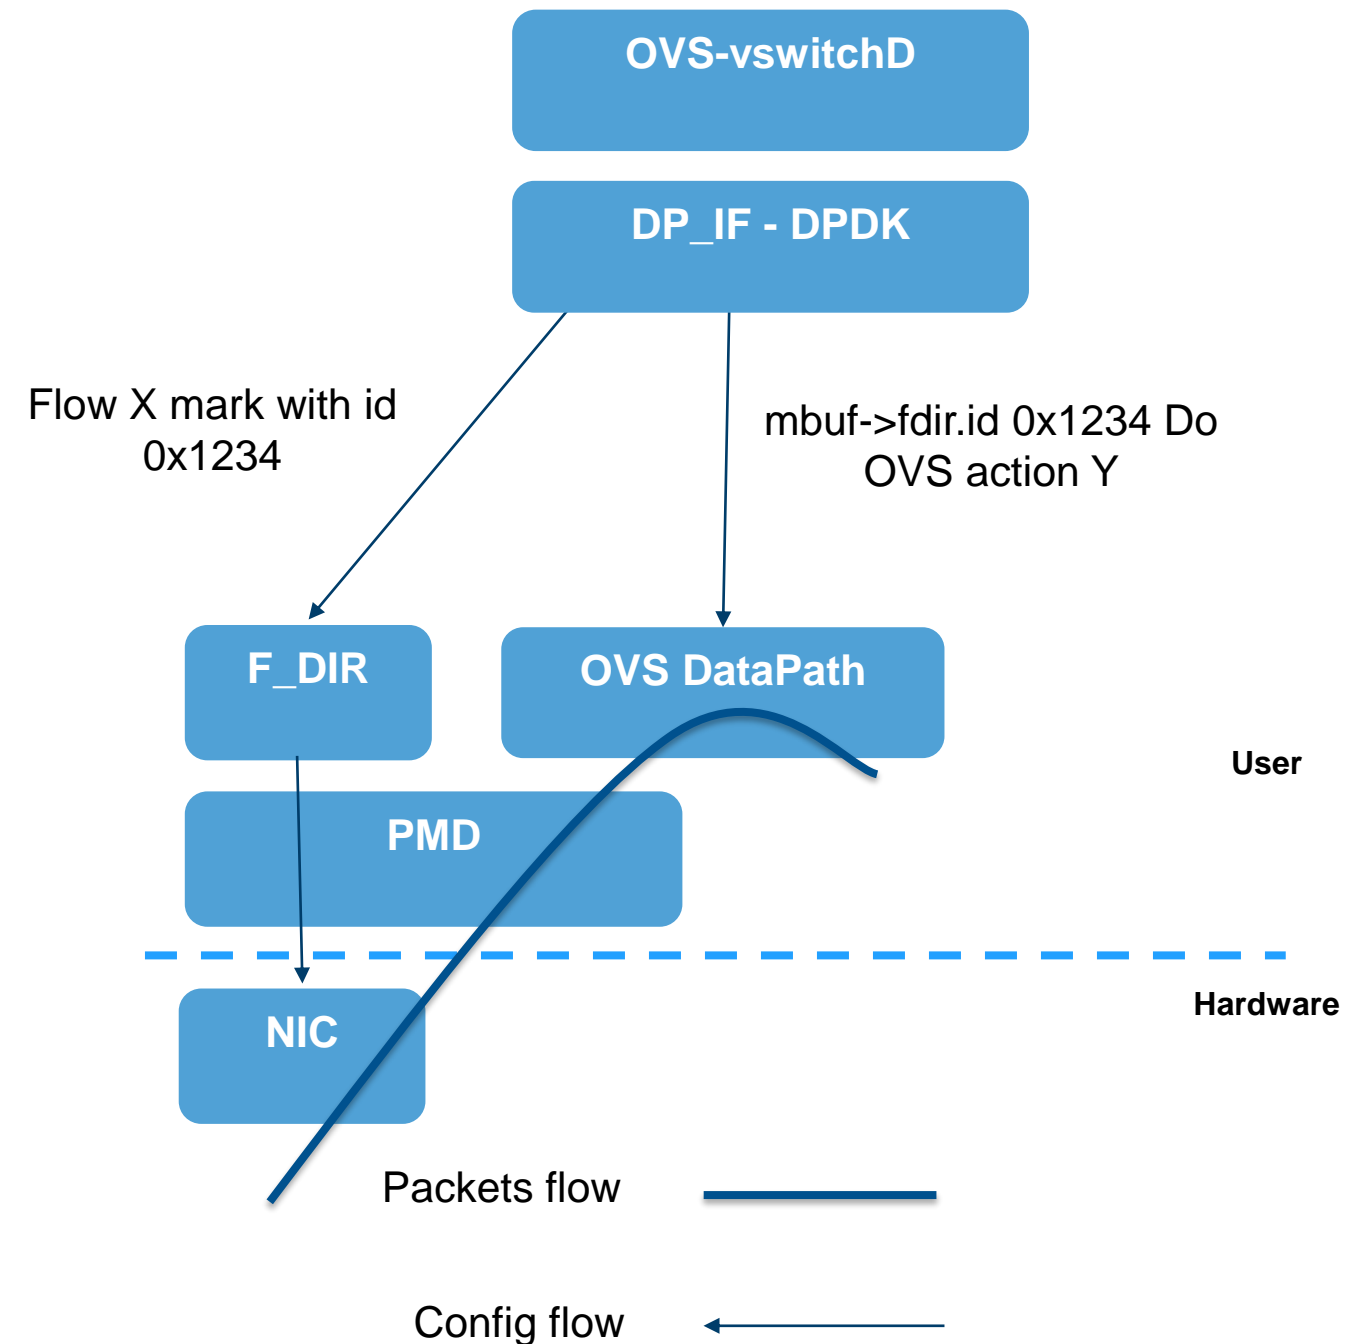 OVS-vswitchD
DP_IF - DPDK
Flow X mark with id
0x1234
mbuf->fdir.id 0x1234 Do
OVS action Y
F_DIR
OVS DataPath
User
PMD
Hardware
NIC
Packets flow
Config flow